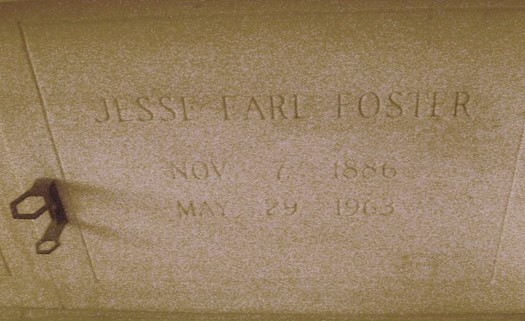 JESSE EARL FOSTER
NOV 7 1886
MAY 29 1963